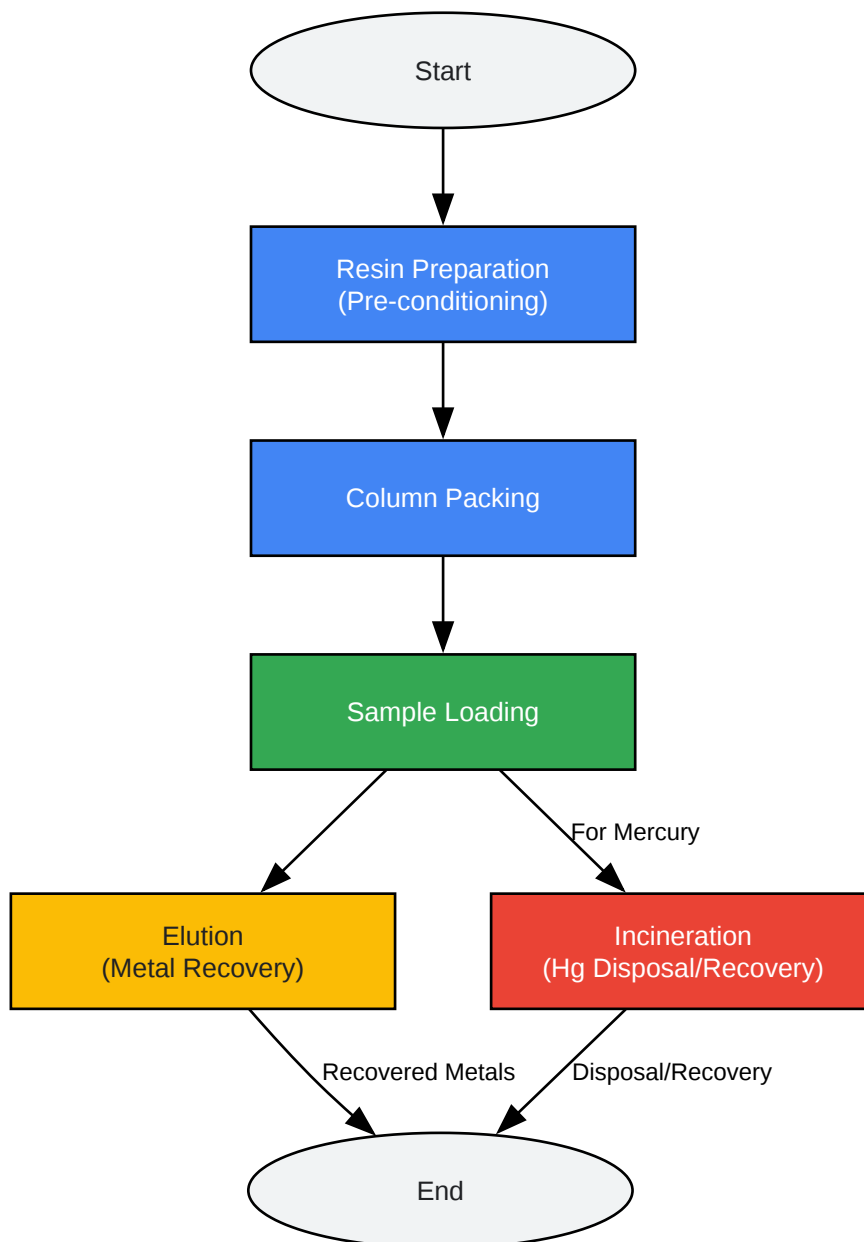 Start
Resin Preparation
(Pre-conditioning)
Column Packing
Sample Loading
For Mercury
Elution
(Metal Recovery)
Incineration
(Hg Disposal/Recovery)
Recovered Metals
Disposal/Recovery
End